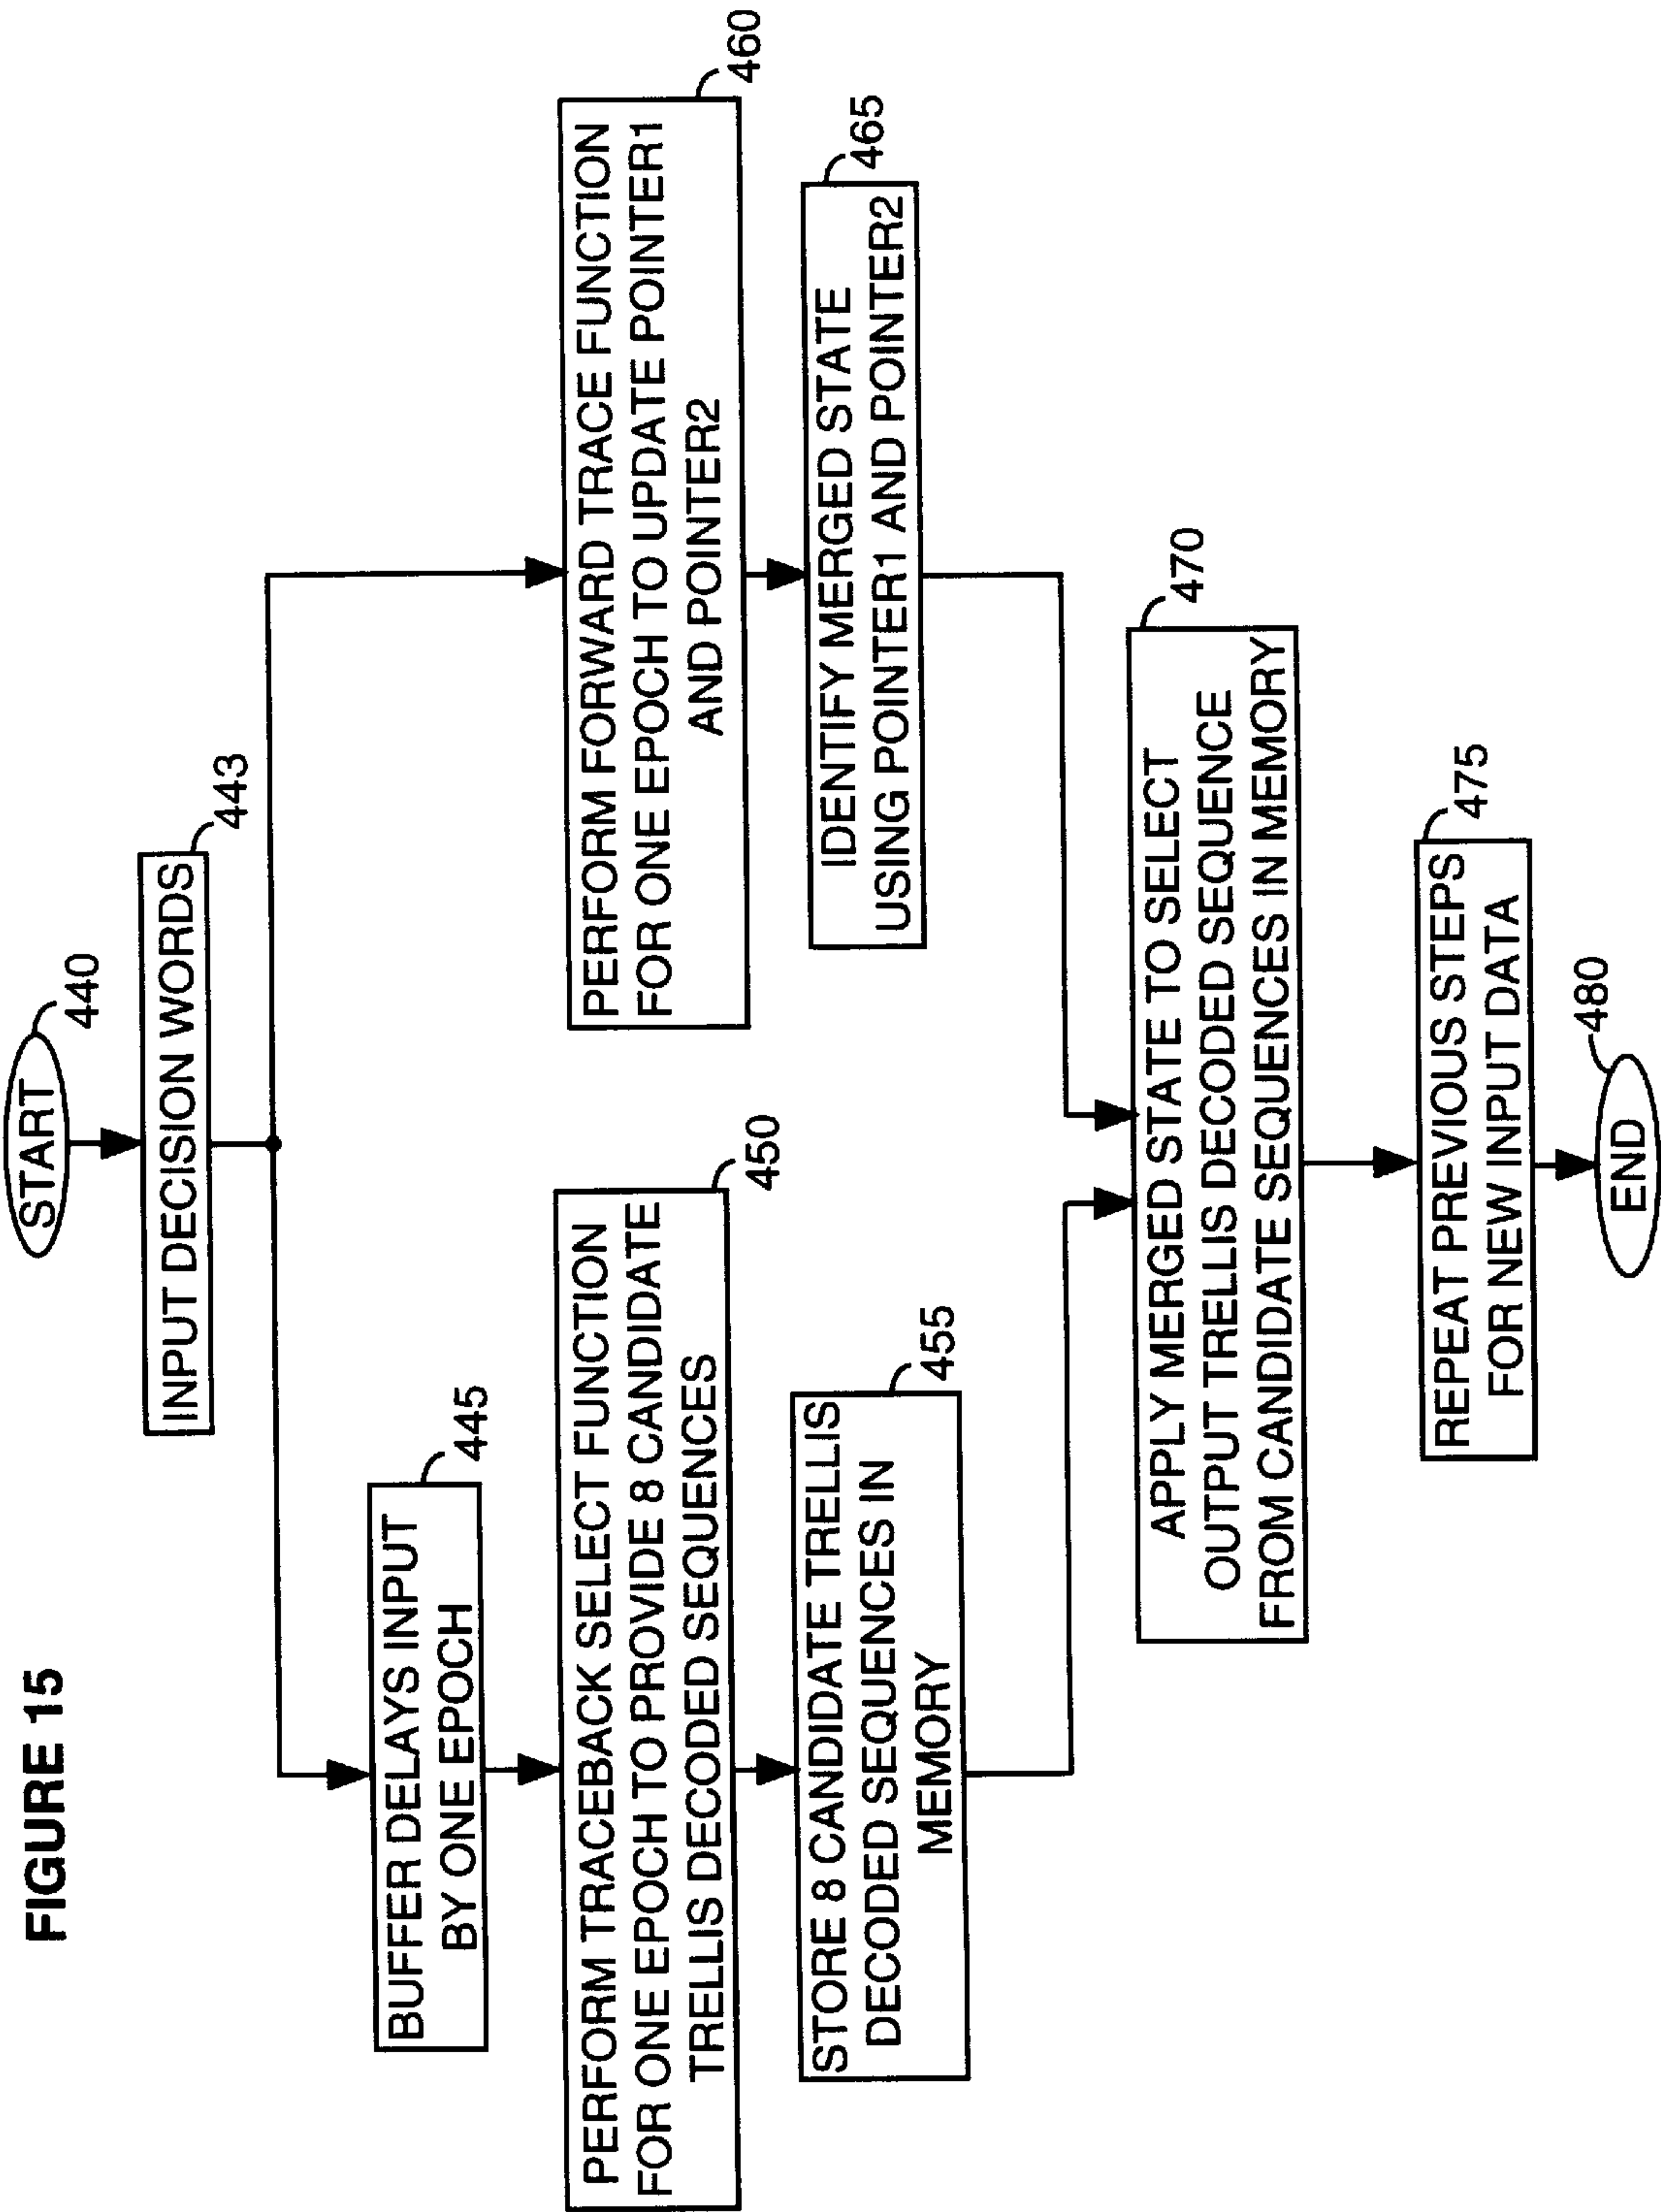 FIGURE 15
START
440
INPUT DECISION WORDS
443
BUFFER DELAYS INPUT
BY ONE EPOCH
445
PERFORM TRACEBACK SELECT FUNCTION
FOR ONE EPOCH TO PROVIDE 8 CANDIDATE
TRELLIS DECODED SEQUENCES
450
STORE 8 CANDIDATE TRELLIS
DECODED SEQUENCES IN
MEMORY
455
PERFORM FORWARD TRACE FUNCTION
FOR ONE EPOCH TO UPDATE POINTER1
AND POINTER2
460
IDENTIFY MERGED STATE
USING POINTER1 AND POINTER2
465
APPLY MERGED STATE TO SELECT
OUTPUT TRELLIS DECODED SEQUENCE
FROM CANDIDATE SEQUENCES IN MEMORY
470
REPEAT PREVIOUS STEPS
FOR NEW INPUT DATA
475
END
480